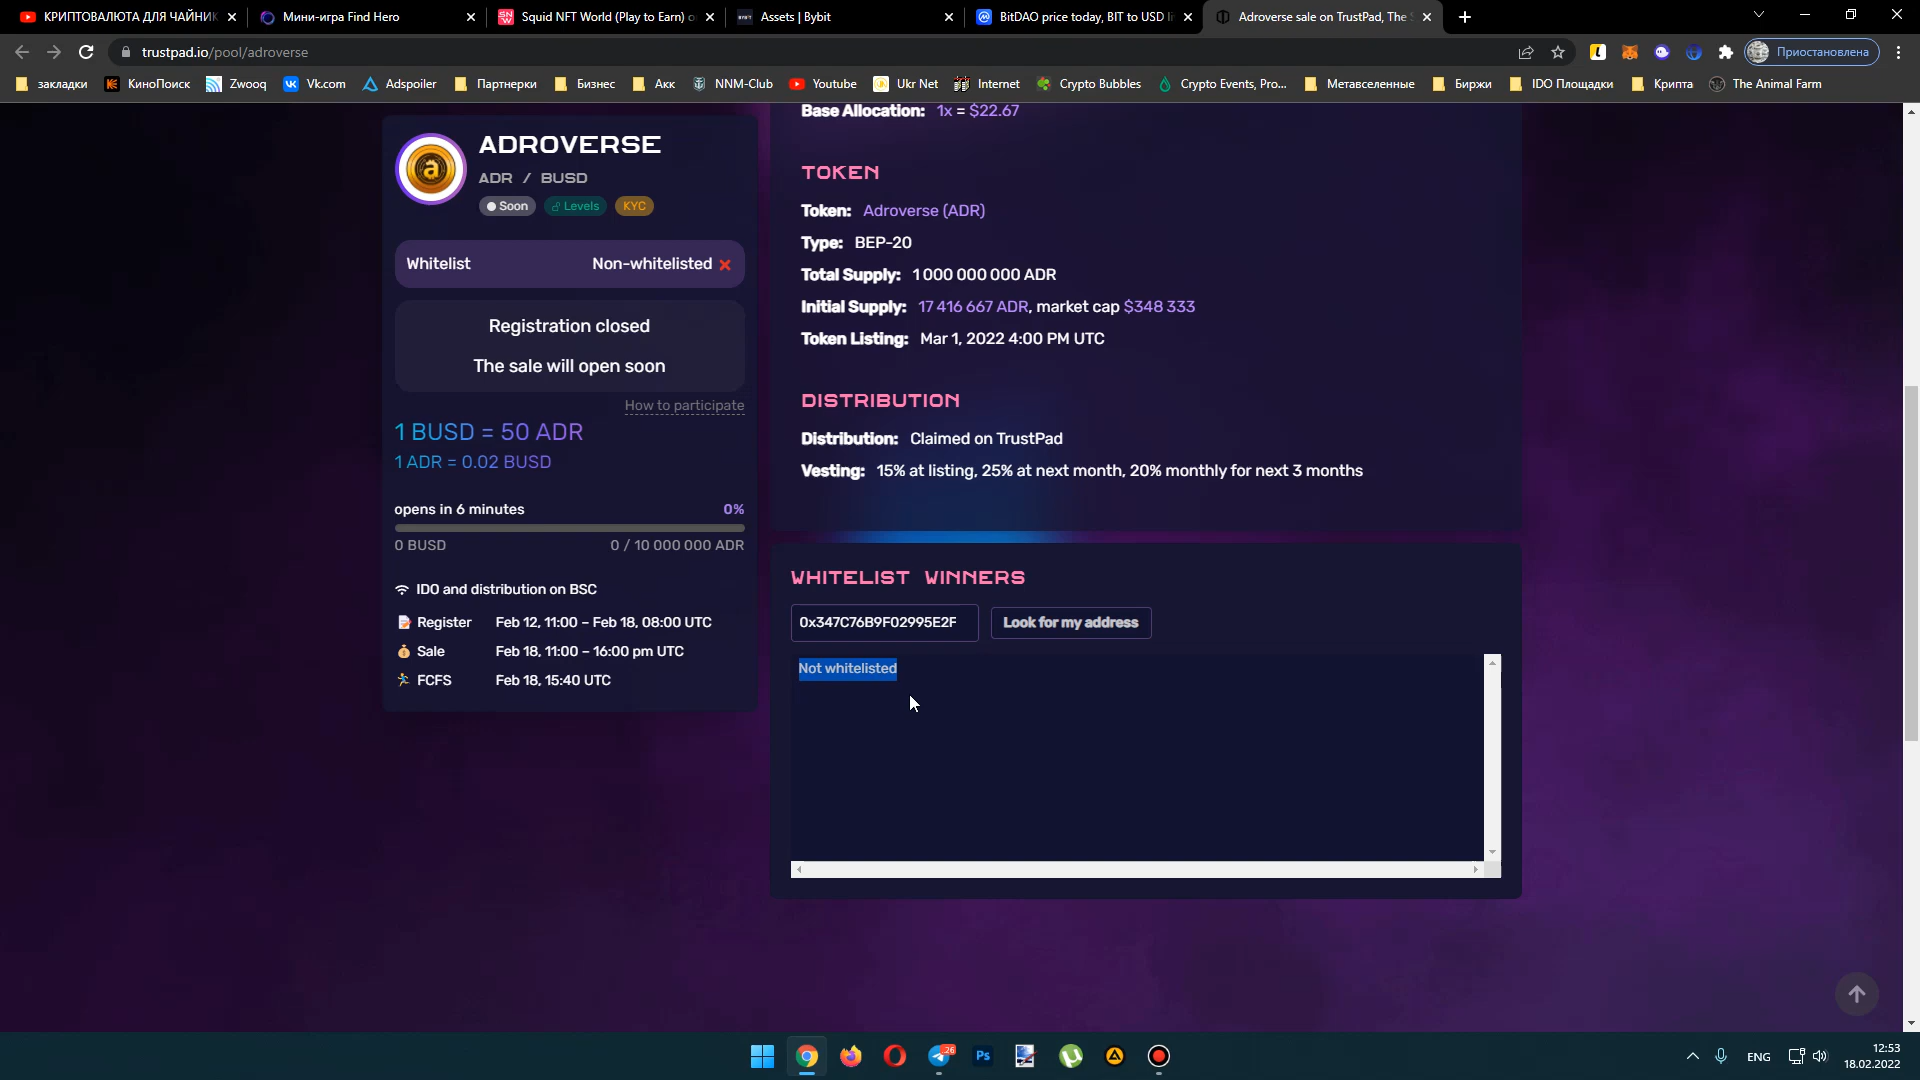 КРИПТОВАЛЮТА ДЛЯ ЧАЙНИК
Мини-игра Find Hero
Squid NFT World (Play to Earn) o
Assets | Bybit
BitDAO price today, BIT to USD li
Adroverse sale on TrustPad, The S
trustpad.io/pool/adroverse
Приостановлена
закладки
КиноПоиск
Zwooq
Vk.com
Adspoiler
Партнерки
Бизнес
Акк
NNM-Club
Youtube
Ukr Net
Internet
Crypto Bubbles
Crypto Events, Pro...
Метавселенные
Биржи
IDO Площадки
Крипта
The Animal Farm
ADROVERSE
ADR / BUSD
Soon
Levels
KYC
Whitelist
Non-whitelisted
Registration closed
The sale will open soon
How to participate
1 BUSD = 50 ADR
1 ADR = 0.02 BUSD
opens in 6 minutes
0%
0 BUSD
0 / 10 000 000 ADR
IDO and distribution on BSC
Register Feb 12, 11:00 – Feb 18, 08:00 UTC
Sale Feb 18, 11:00 – 16:00 pm UTC
FCFS Feb 18, 15:40 UTC
Base Allocation: 1x = $22.67
TOKEN
Token: Adroverse (ADR)
Type: BEP-20
Total Supply: 1 000 000 000 ADR
Initial Supply: 17 416 667 ADR, market cap $348 333
Token Listing: Mar 1, 2022 4:00 PM UTC
DISTRIBUTION
Distribution: Claimed on TrustPad
Vesting: 15% at listing, 25% at next month, 20% monthly for next 3 months
WHITELIST WINNERS
0x347C76B9F02995E2F
Look for my address
Not whitelisted
26
Ps
ENG
12:53
18.02.2022